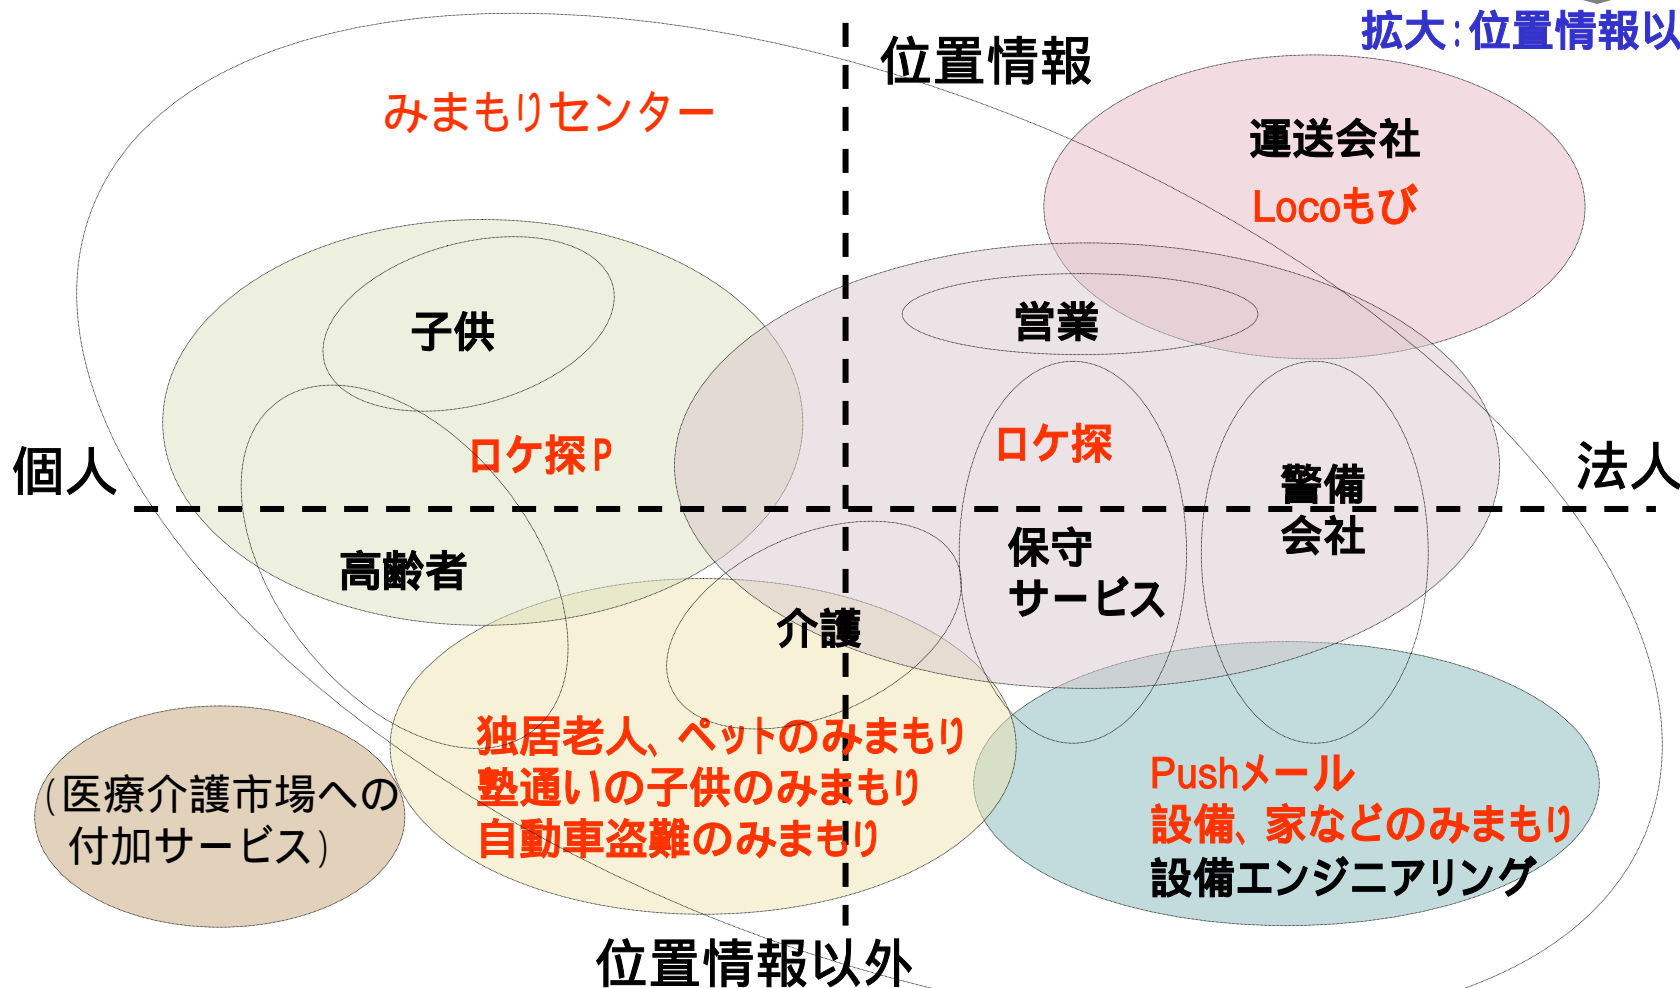 拡大：位置情報以
位置情報
みまもりセンター
運送会社
Locoもび
子供
営業
ロケ探P
ロケ探
個人
法人
警備
会社
高齢者
保守
サービス
介護
独居老人、ペットのみまもり
塾通いの子供のみまもり
自動車盗難のみまもり
（医療介護市場への
付加サービス）
Pushメール
設備、家などのみまもり
設備エンジニアリング
位置情報以外